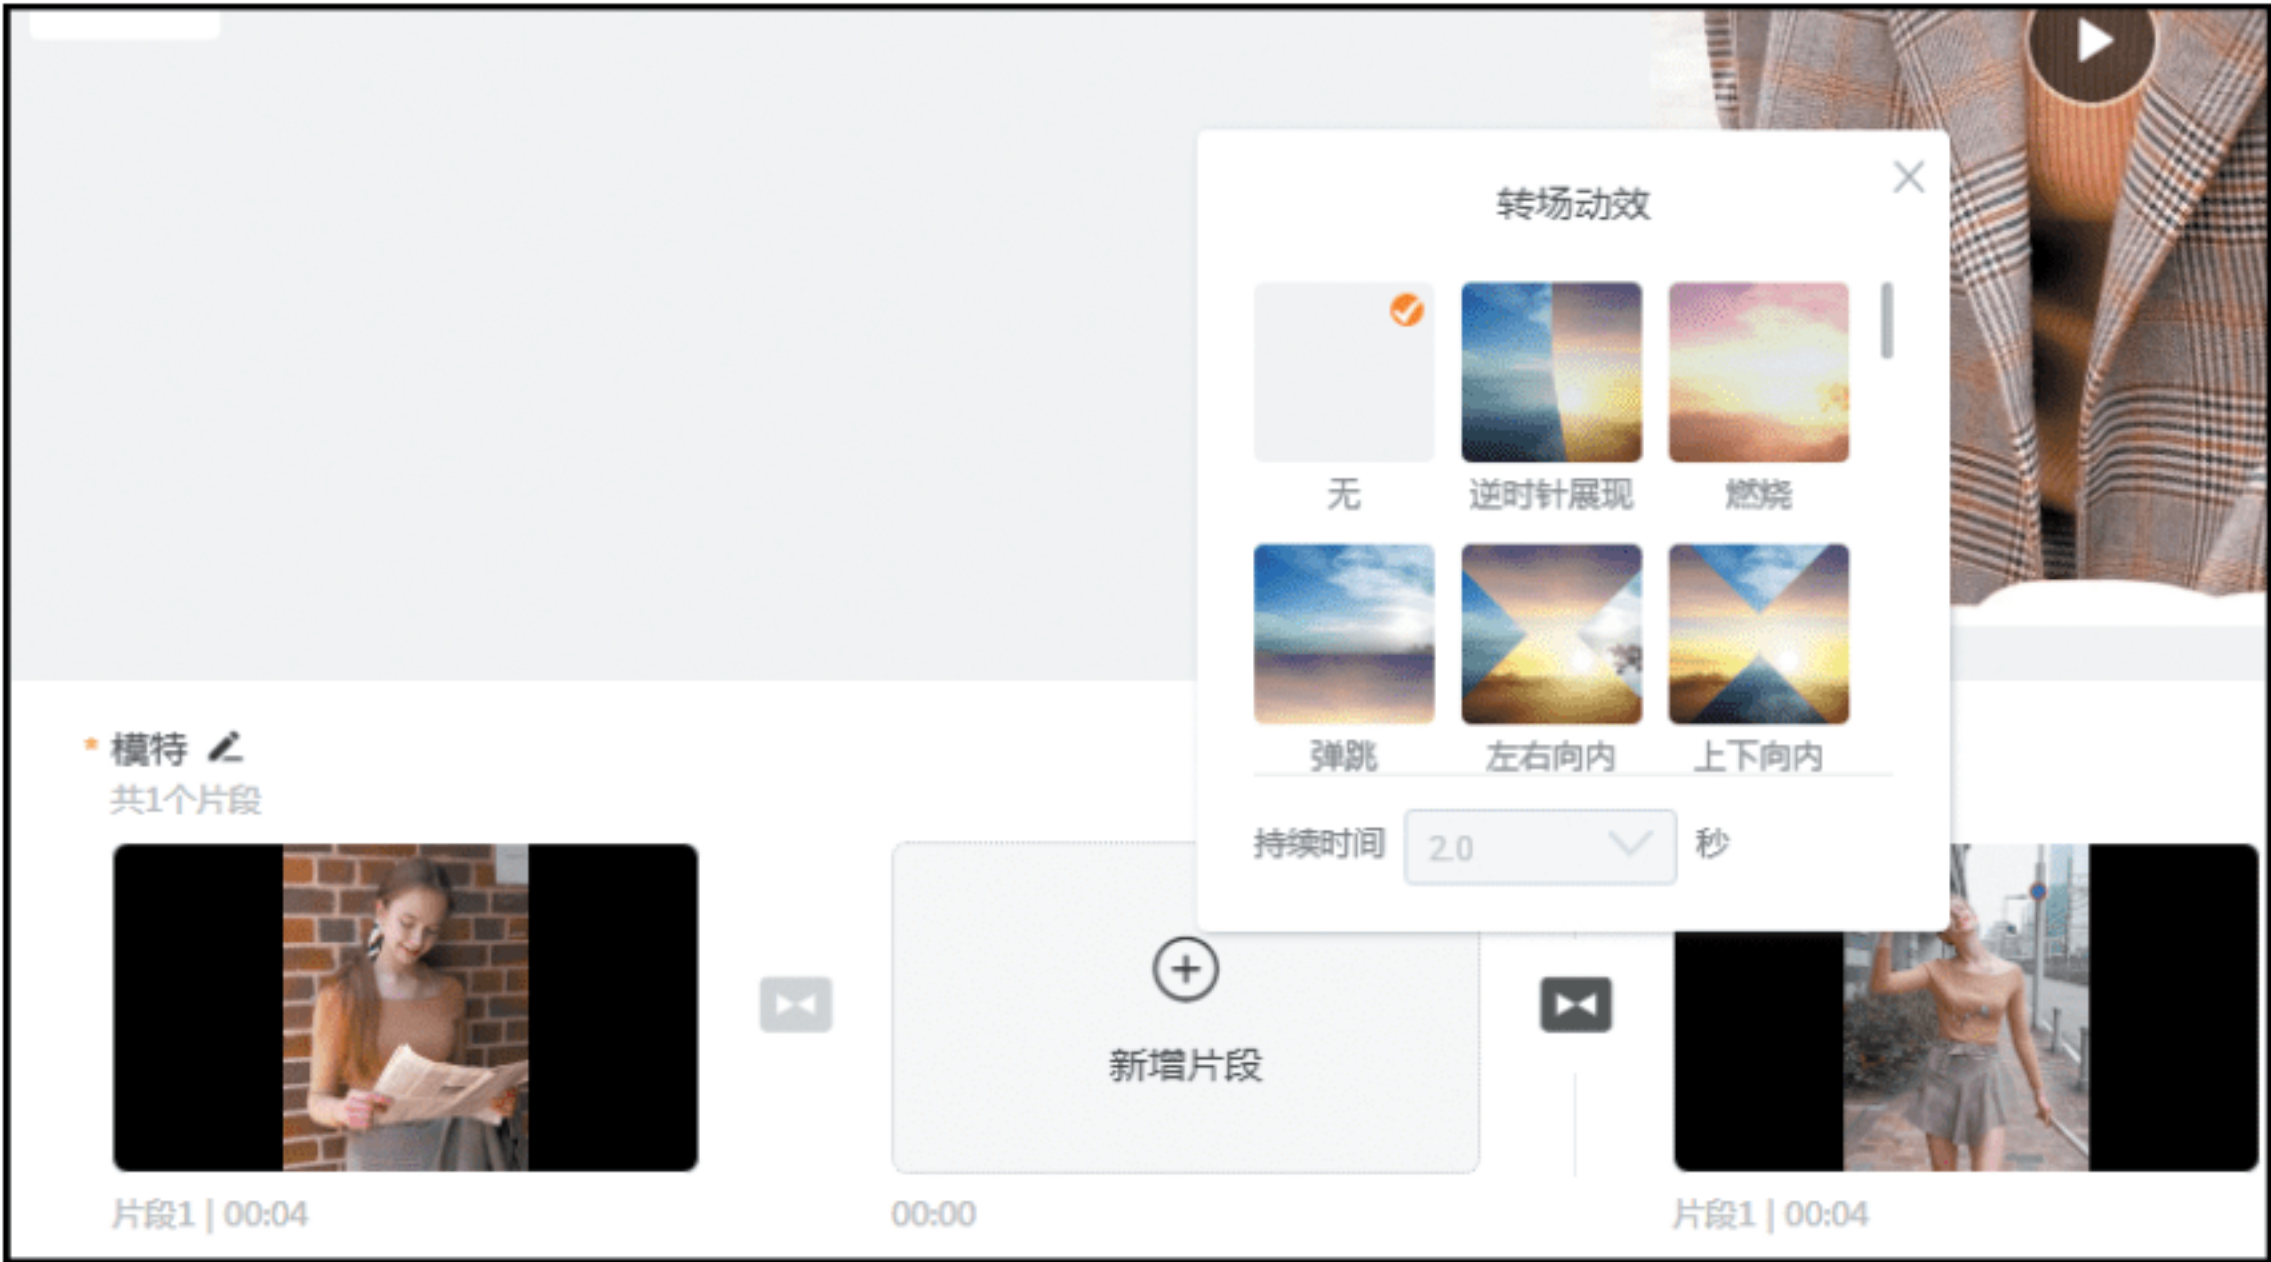 转场动效
无
逆时针展现
燃烧
弹跳
左右向内
上下向内
持续时间 2.0 秒
* 模特
共1个片段
新增片段
片段1 | 00:04
00:00
片段1 | 00:04